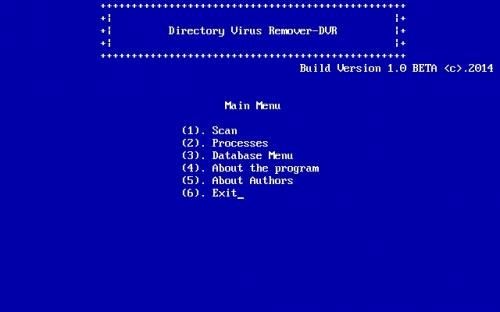 +++++++++++++++++++++++++++++++++++++++++++++++++
+¦ ¦+
+¦ Directory Virus Remover-DVR ¦+
+¦ ¦+
+++++++++++++++++++++++++++++++++++++++++++++++++
Build Version 1.0 BETA <c>.2014
Main Menu
(1). Scan
(2). Processes
(3). Database Menu
(4). About the program
(5). About Authors
(6). Exit_